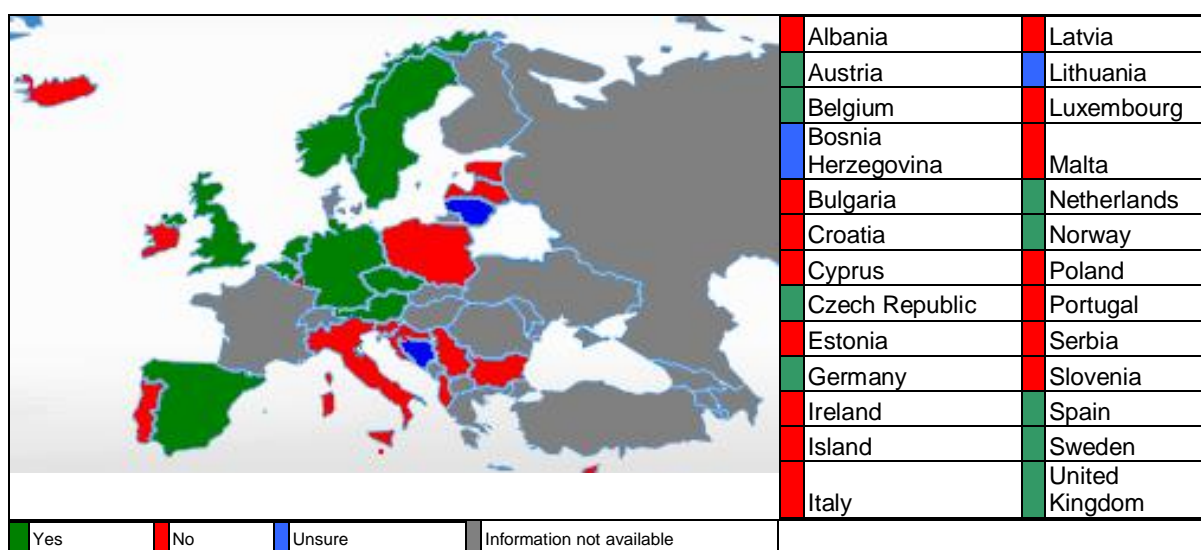 Albania Latvia
Austria Lithuania
Belgium Luxembourg
Bosnia
Herzegovina Malta
Bulgaria Netherlands
Croatia Norway
Cyprus Poland
Czech Republic Portugal
Estonia Serbia
Germany Slovenia
Ireland Spain
Island Sweden
Italy United
Kingdom
Yes No Unsure Information not available